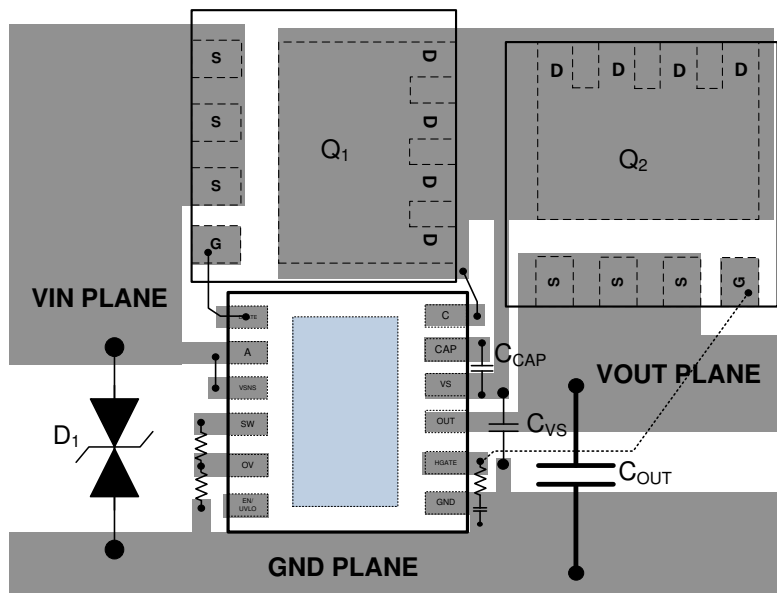 S
S
S
G
Q1
D
D
D
D
D D D D
Q2
S
S
S
G
VIN PLANE
VOUT PLANE
GND PLANE
D1
A
VSNS
SW
OV
EN/
UVLO
C
CAP
VS
OUT
HGATE
GND
CCAP
CVS
COUT